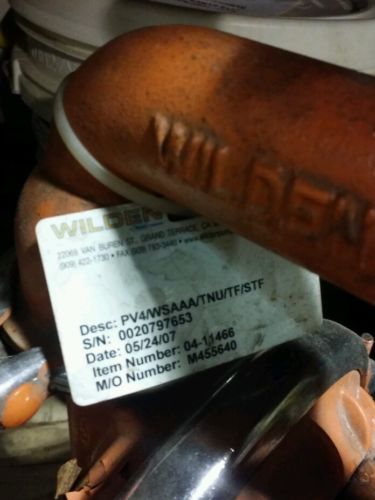 WILDEN
WILDEN
22069 VAN BUREN ST., GRAND TERRACE, CA
(909) 422-1730 • FAX (909) 783-3440 • www.wilden
Desc: PV4/WSAAA/TNU/TF/STF
S/N: 0020797653
Date: 05/24/07
Item Number: 04-11466
M/O Number: M455640